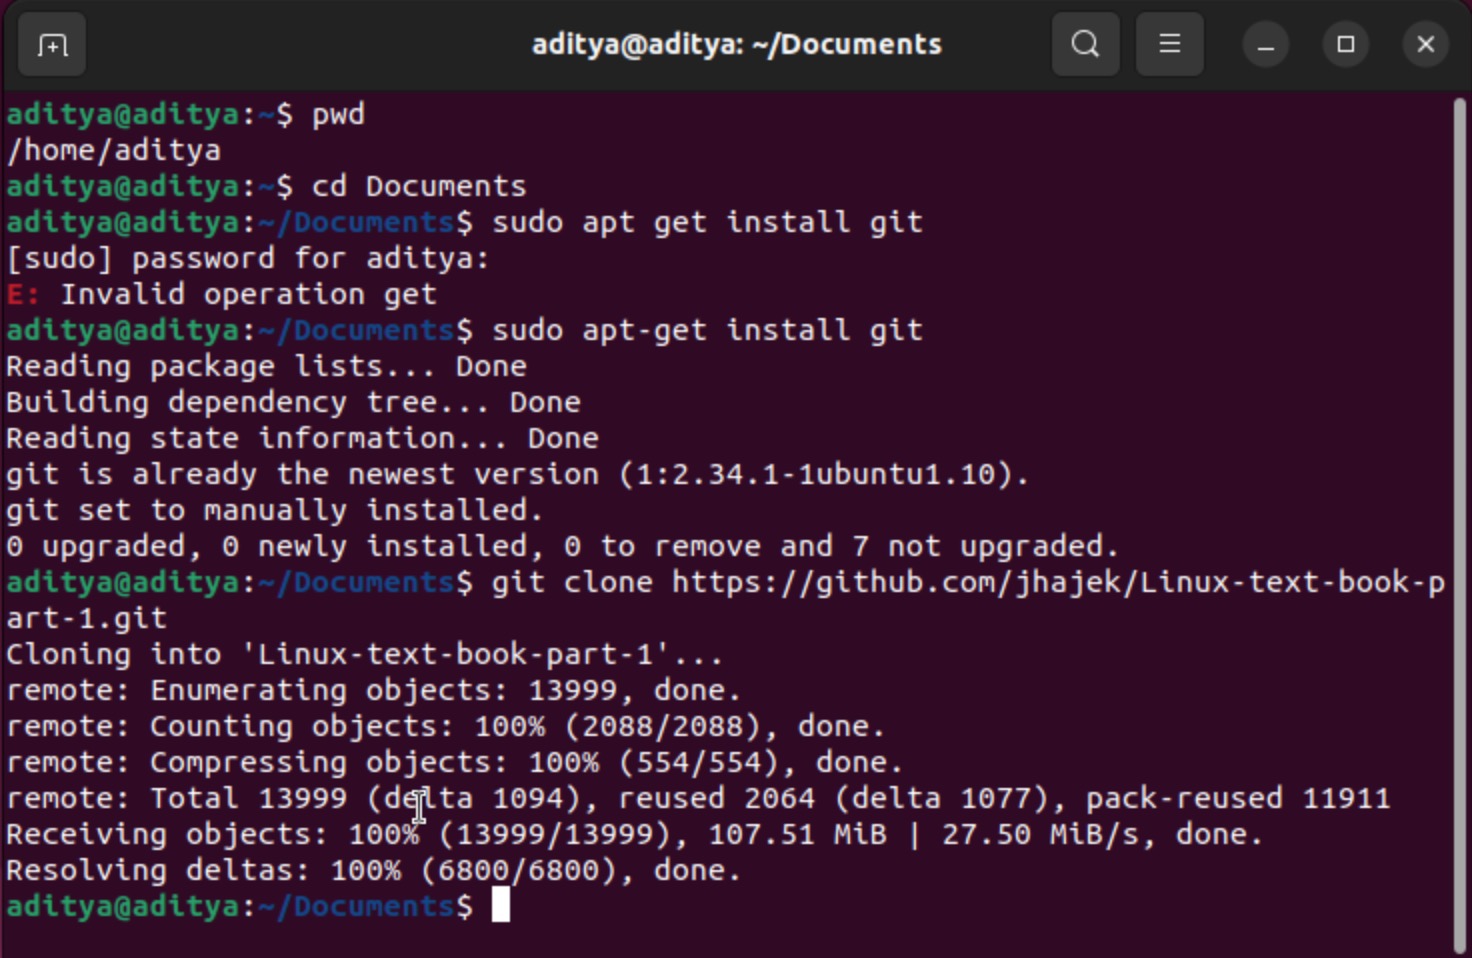 aditya@aditya: ~/Documents
aditya@aditya:~$ pwd
/home/aditya
aditya@aditya:~$ cd Documents
aditya@aditya:~/Documents$ sudo apt get install git
[sudo] password for aditya:
E: Invalid operation get
aditya@aditya:~/Documents$ sudo apt-get install git
Reading package lists... Done
Building dependency tree... Done
Reading state information... Done
git is already the newest version (1:2.34.1-1ubuntu1.10).
git set to manually installed.
0 upgraded, 0 newly installed, 0 to remove and 7 not upgraded.
aditya@aditya:~/Documents$ git clone https://github.com/jhajek/Linux-text-book-p
art-1.git
Cloning into 'Linux-text-book-part-1'...
remote: Enumerating objects: 13999, done.
remote: Counting objects: 100% (2088/2088), done.
remote: Compressing objects: 100% (554/554), done.
remote: Total 13999 (delta 1094), reused 2064 (delta 1077), pack-reused 11911
Receiving objects: 100% (13999/13999), 107.51 MiB | 27.50 MiB/s, done.
Resolving deltas: 100% (6800/6800), done.
aditya@aditya:~/Documents$